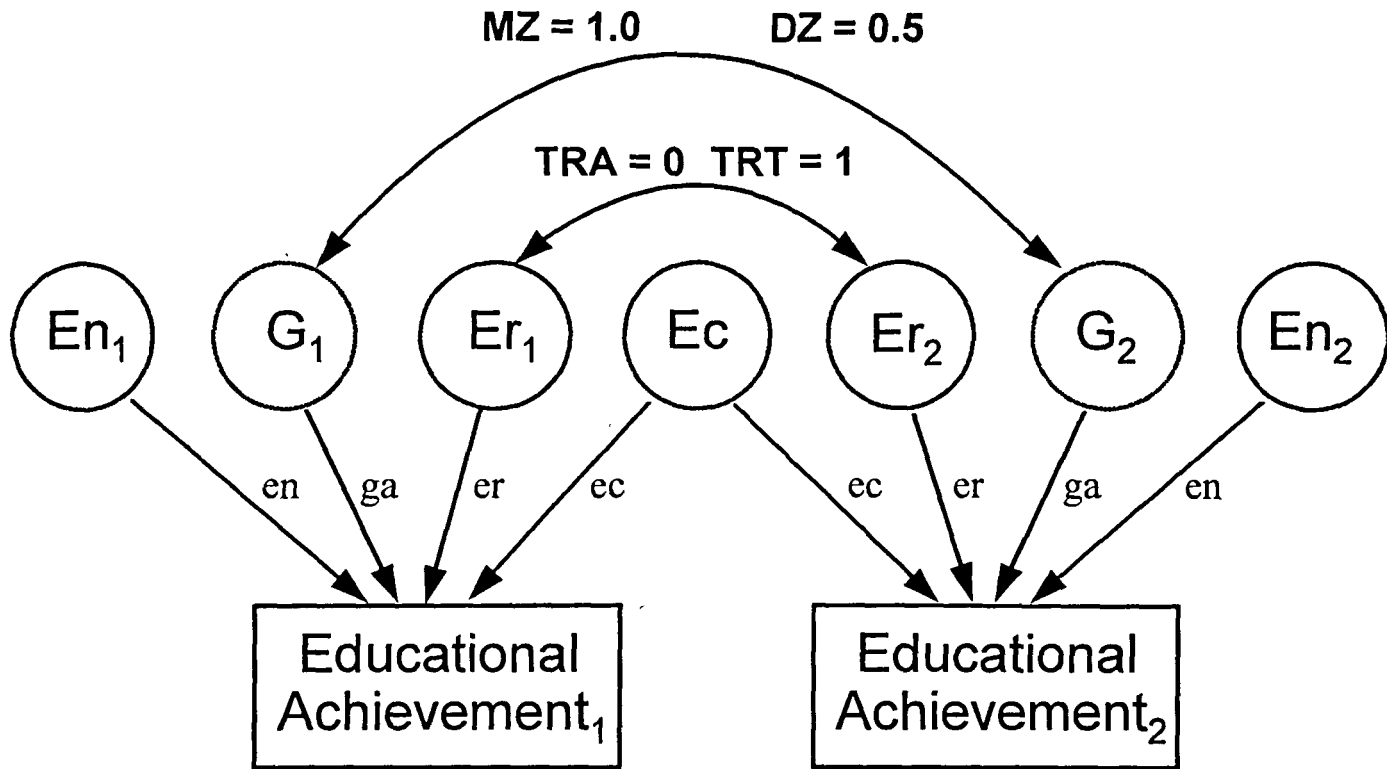 MZ = 1.0 DZ = 0.5
TRA = 0 TRT = 1
En₁ G₁ Er₁ Ec Er₂ G₂ En₂
en ga er ec ec er ga en
Educational
Achievement₁
Educational
Achievement₂